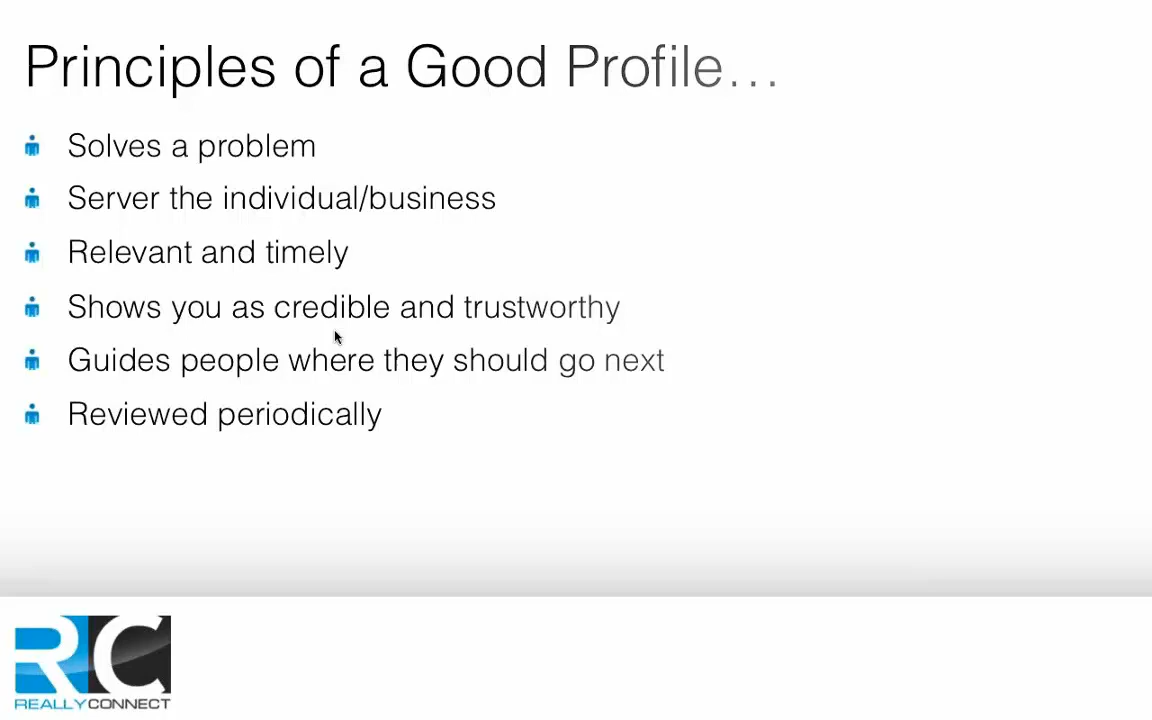 Principles of a Good Profile...
Solves a problem
Server the individual/business
Relevant and timely
Shows you as credible and trustworthy
Guides people where they should go next
Reviewed periodically
RC
REALLYCONNECT